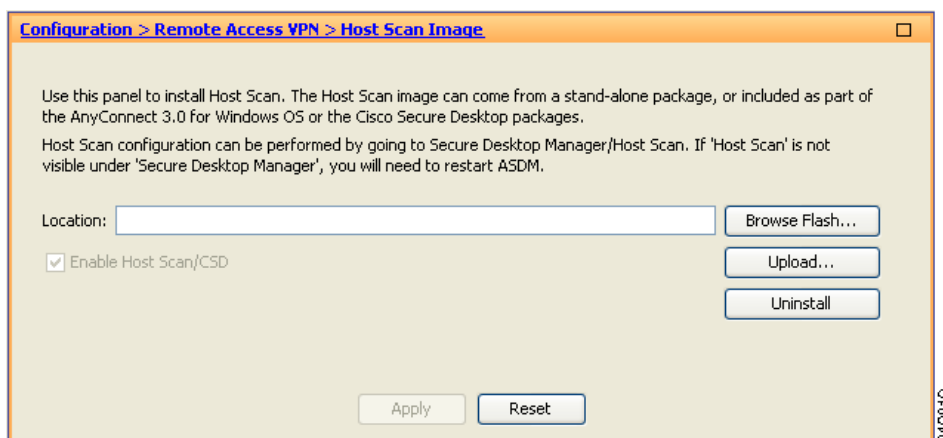 Configuration > Remote Access VPN > Host Scan Image
Use this panel to install Host Scan. The Host Scan image can come from a stand-alone package, or included as part of
the AnyConnect 3.0 for Windows OS or the Cisco Secure Desktop packages.
Host Scan configuration can be performed by going to Secure Desktop Manager/Host Scan. If 'Host Scan' is not
visible under 'Secure Desktop Manager', you will need to restart ASDM.
Location:
Browse Flash...
Enable Host Scan/CSD
Upload...
Uninstall
Apply
Reset